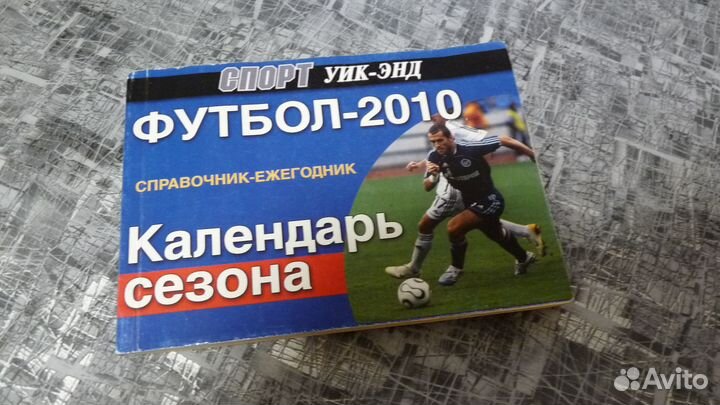 СПОРТ УИК-ЭНД
ФУТБОЛ-2010
СПРАВОЧНИК-ЕЖЕГОДНИК
Календарь
сезона
Avito